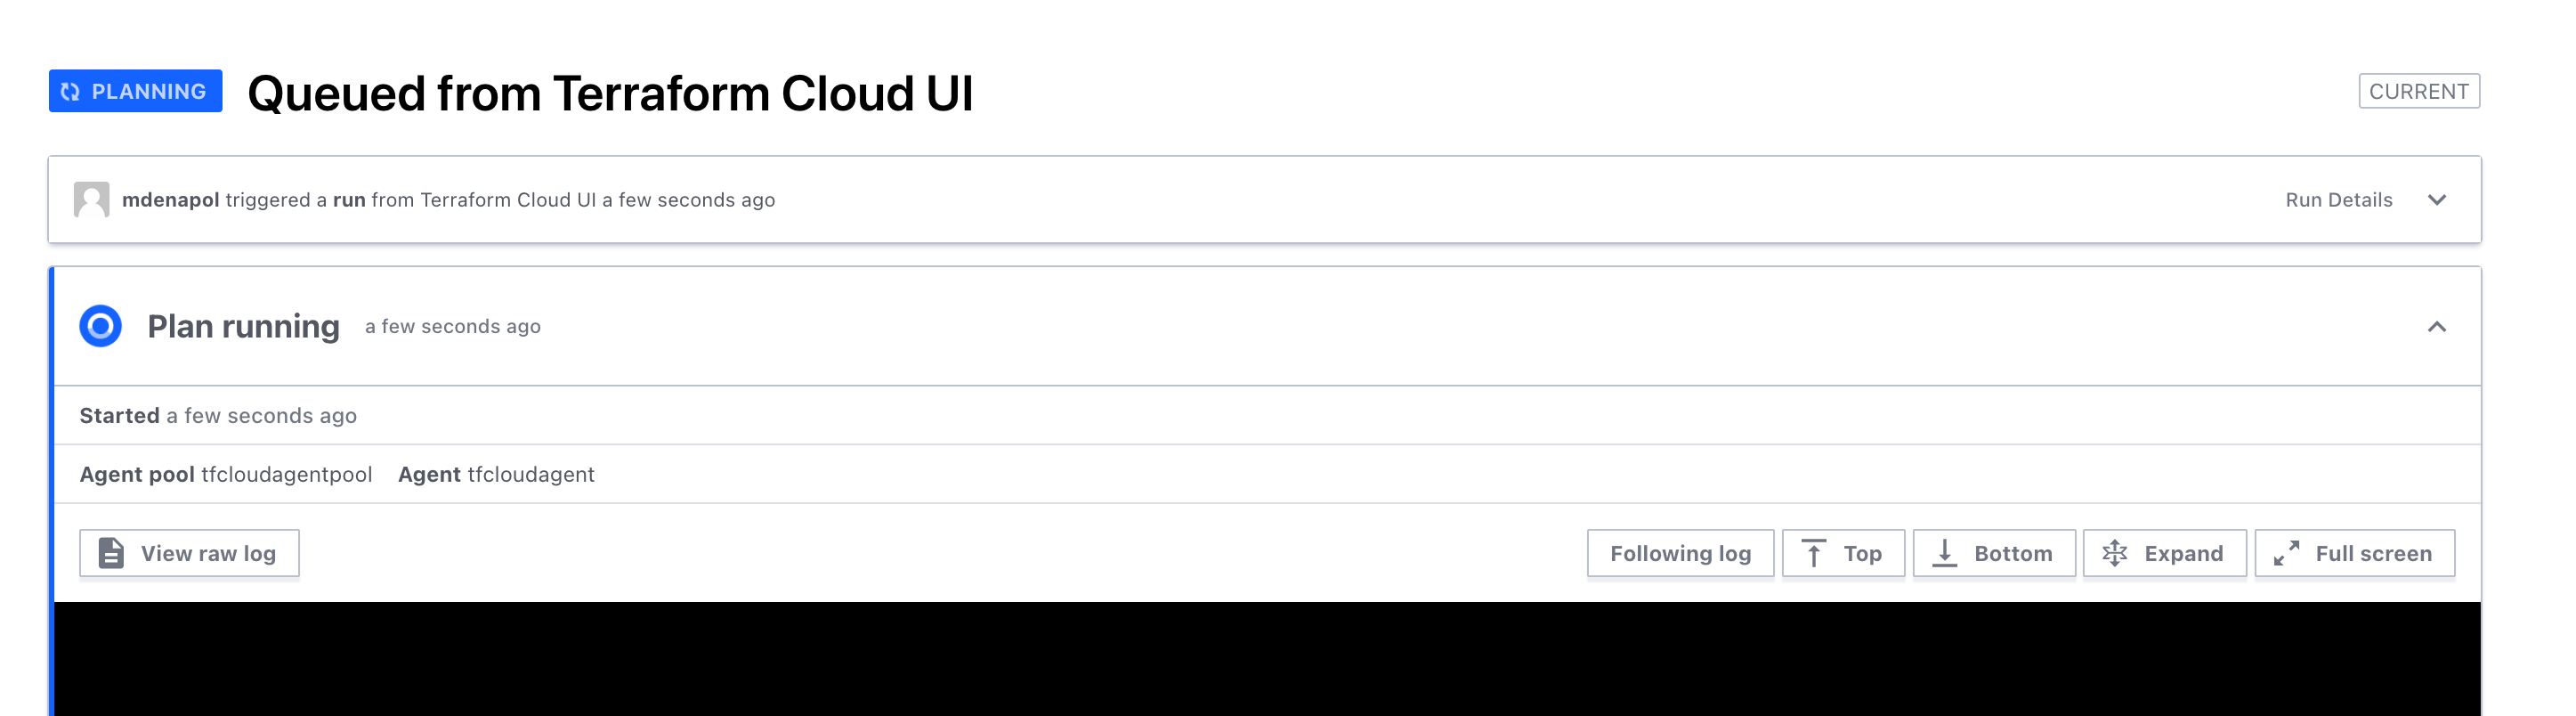 PLANNING Queued from Terraform Cloud UI CURRENT
mdenapol triggered a run from Terraform Cloud UI a few seconds ago Run Details
Plan running a few seconds ago
Started a few seconds ago
Agent pool tfcloudagentpool Agent tfcloudagent
View raw log Following log Top Bottom Expand Full screen